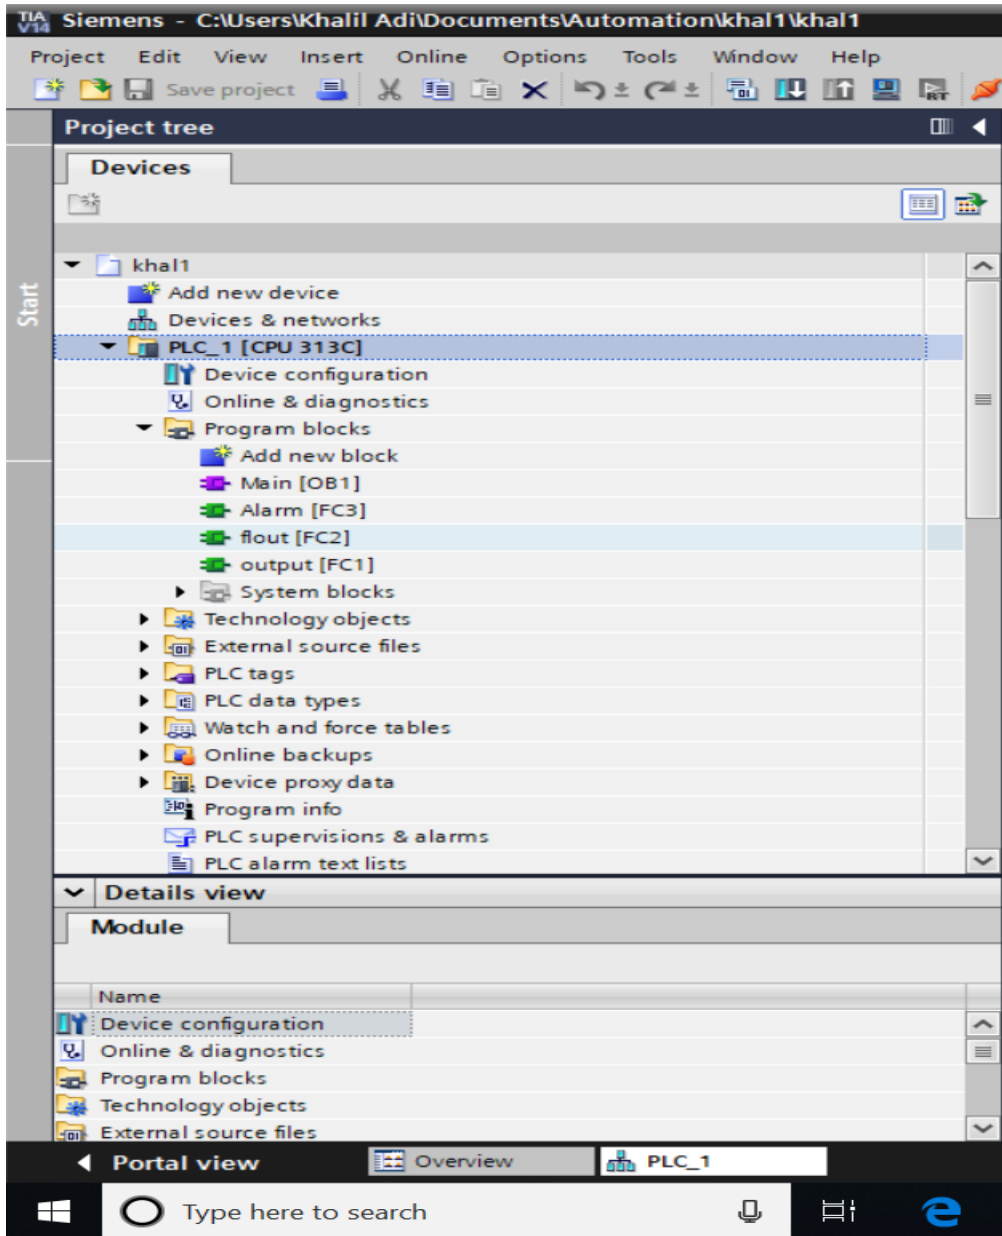 TIA V14 Siemens - C:\Users\Khalil Adi\Documents\Automation\khal1\khal1
Project Edit View Insert Online Options Tools Window Help
Save project
Project tree
Devices
Start
khal1
Add new device
Devices & networks
PLC_1 [CPU 313C]
Device configuration
Online & diagnostics
Program blocks
Add new block
Main [OB1]
Alarm [FC3]
flout [FC2]
output [FC1]
System blocks
Technology objects
External source files
PLC tags
PLC data types
Watch and force tables
Online backups
Device proxy data
Program info
PLC supervisions & alarms
PLC alarm text lists
Details view
Module
Name
Device configuration
Online & diagnostics
Program blocks
Technology objects
External source files
Portal view Overview PLC_1
Type here to search